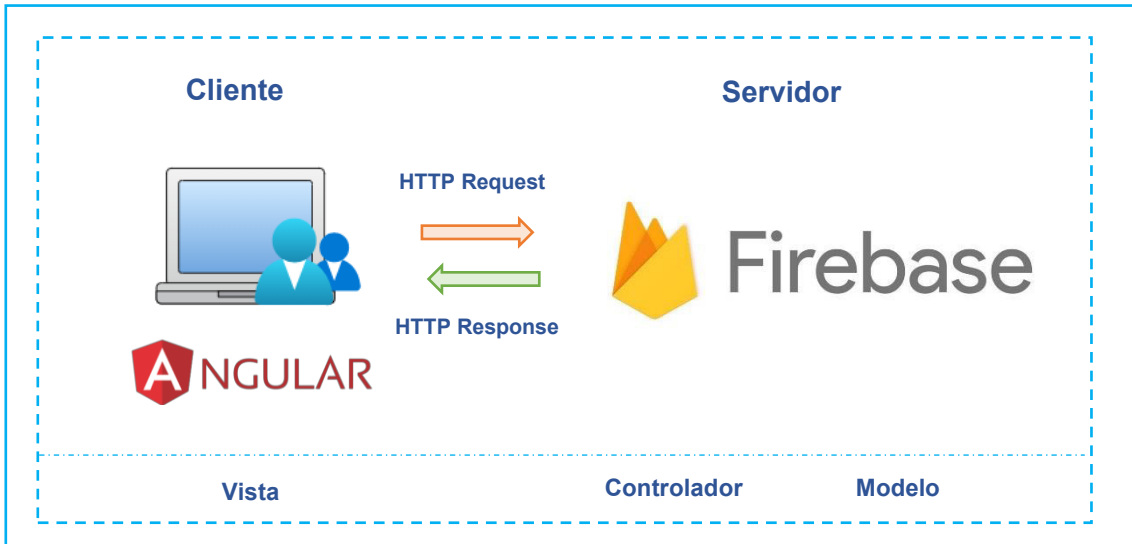 Cliente
Servidor
HTTP Request
Firebase
HTTP Response
ANGULAR
Vista
Controlador
Modelo